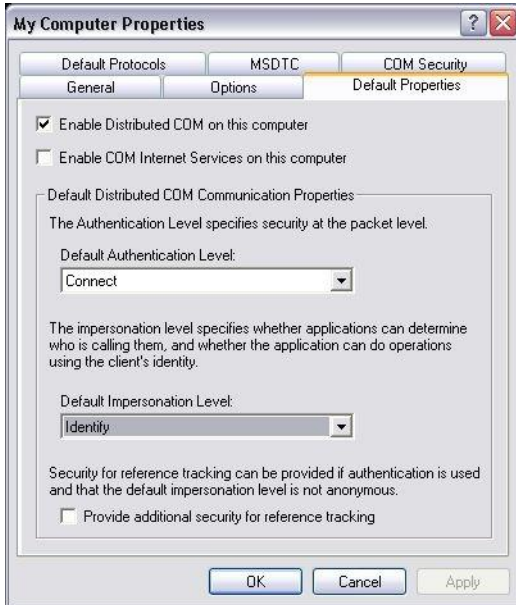 My Computer Properties
Default Protocols MSDTC COM Security
General Options Default Properties
Enable Distributed COM on this computer
Enable COM Internet Services on this computer
Default Distributed COM Communication Properties
The Authentication Level specifies security at the packet level.
Default Authentication Level:
Connect
The impersonation level specifies whether applications can determine
who is calling them, and whether the application can do operations
using the client's identity.
Default Impersonation Level:
Identify
Security for reference tracking can be provided if authentication is used
and that the default impersonation level is not anonymous.
Provide additional security for reference tracking
OK Cancel Apply